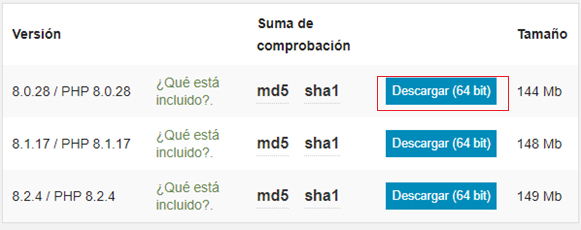 Versión Suma de comprobación Tamaño
8.0.28 / PHP 8.0.28 ¿Qué está incluido?. md5 sha1 Descargar (64 bit) 144 Mb
8.1.17 / PHP 8.1.17 ¿Qué está incluido?. md5 sha1 Descargar (64 bit) 148 Mb
8.2.4 / PHP 8.2.4 ¿Qué está incluido?. md5 sha1 Descargar (64 bit) 149 Mb